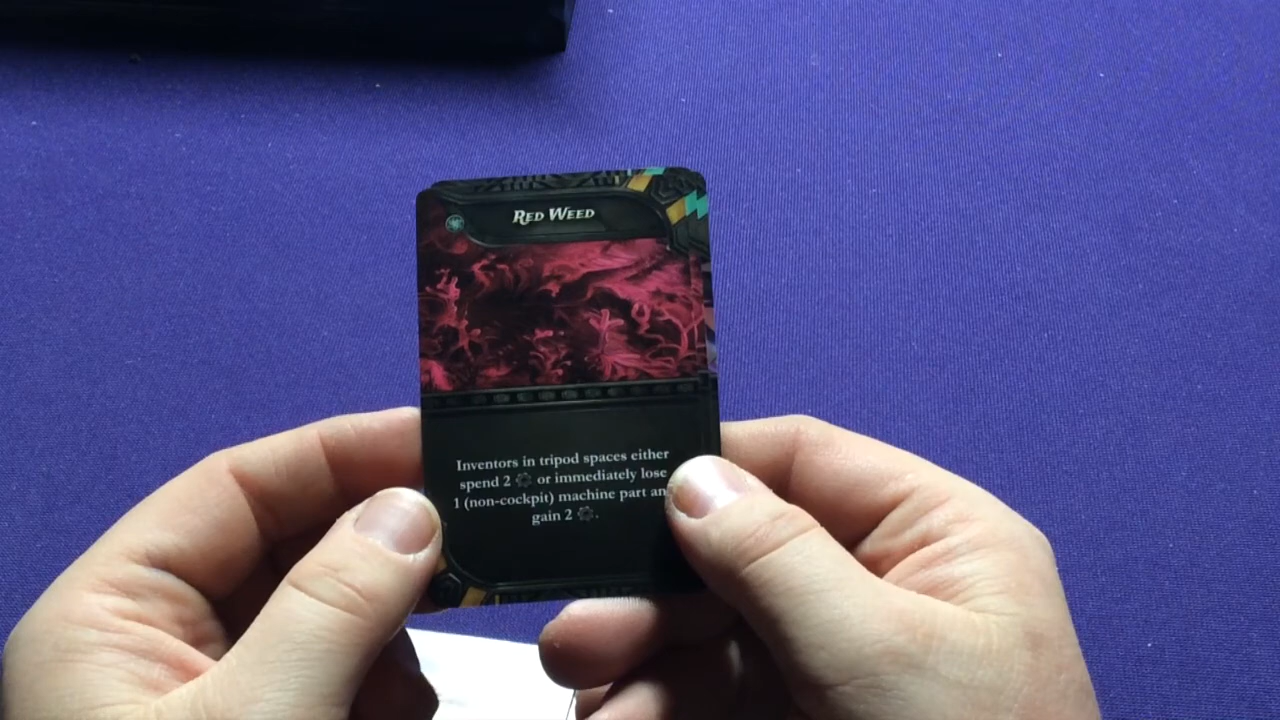 RED WEED
Inventors in tripod spaces either
spend 2 or immediately lose
1 (non-cockpit) machine part an
gain 2 .